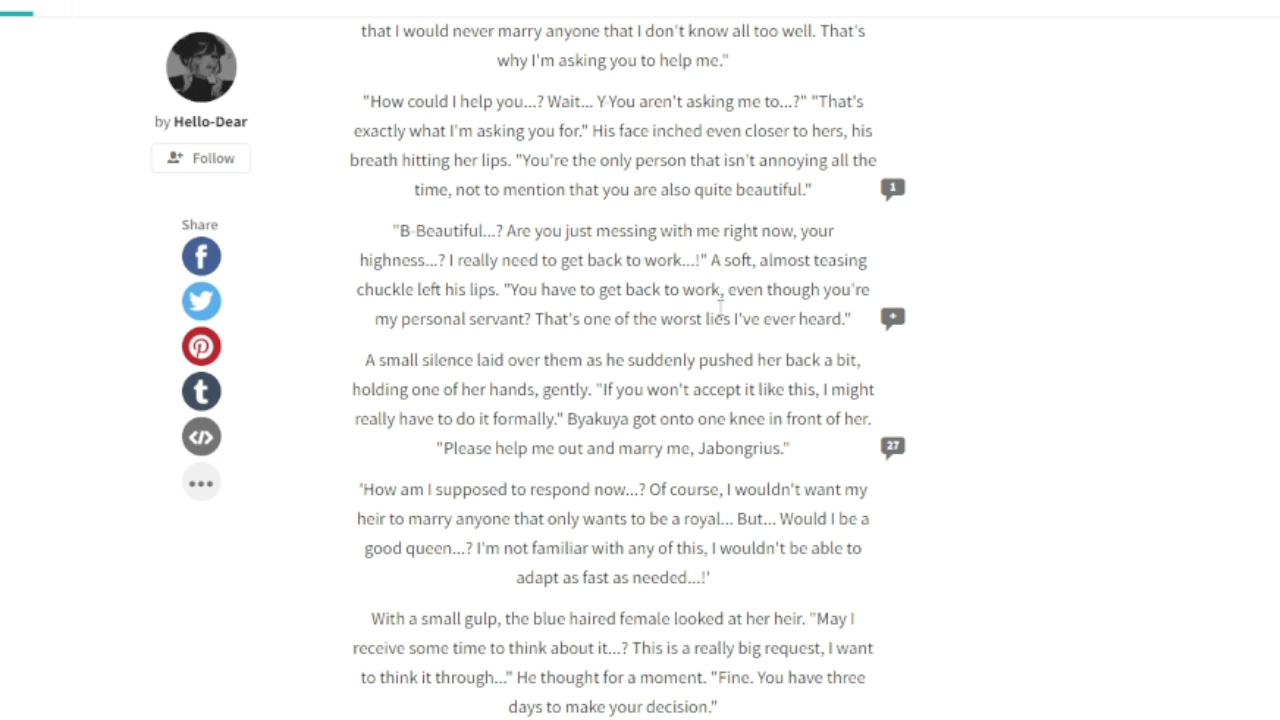 that I would never marry anyone that I don't know all too well. That's
why I'm asking you to help me."
by Hello-Dear
Follow
Share
"How could I help you...? Wait... Y-You aren't asking me to...?" "That's
exactly what I'm asking you for." His face inched even closer to hers, his
breath hitting her lips. "You're the only person that isn't annoying all the
time, not to mention that you are also quite beautiful."
1
"B-Beautiful...? Are you just messing with me right now, your
highness...? I really need to get back to work...!" A soft, almost teasing
chuckle left his lips. "You have to get back to work, even though you're
my personal servant? That's one of the worst lies I've ever heard."
+
A small silence laid over them as he suddenly pushed her back a bit,
holding one of her hands, gently. "If you won't accept it like this, I might
really have to do it formally." Byakuya got onto one knee in front of her.
"Please help me out and marry me, Jabongrius."
27
'How am I supposed to respond now...? Of course, I wouldn't want my
heir to marry anyone that only wants to be a royal... But... Would I be a
good queen...? I'm not familiar with any of this, I wouldn't be able to
adapt as fast as needed...!'
With a small gulp, the blue haired female looked at her heir. "May I
receive some time to think about it...? This is a really big request, I want
to think it through..." He thought for a moment. "Fine. You have three
days to make your decision."